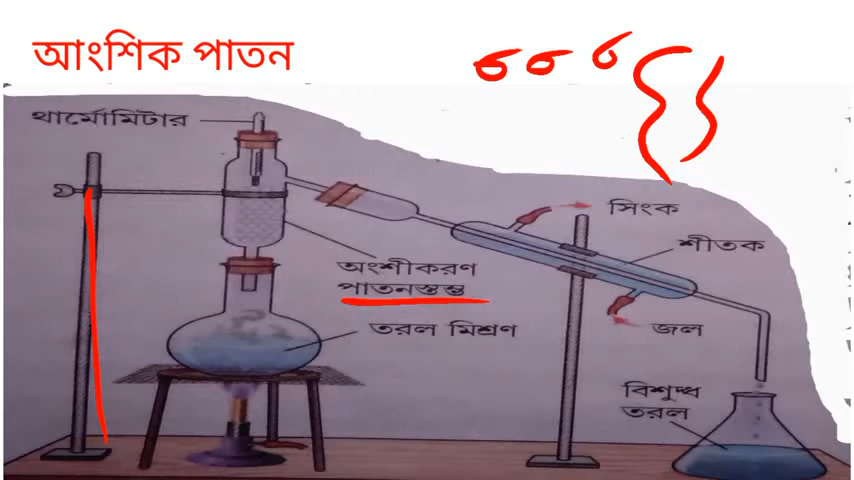 আংশিক পাতন
থার্মোমিটার
সিংক
শীতক
অংশীকরণ
পাতনস্তম্ভ
তরল মিশ্রণ
জল
বিশুদ্ধ
তরল